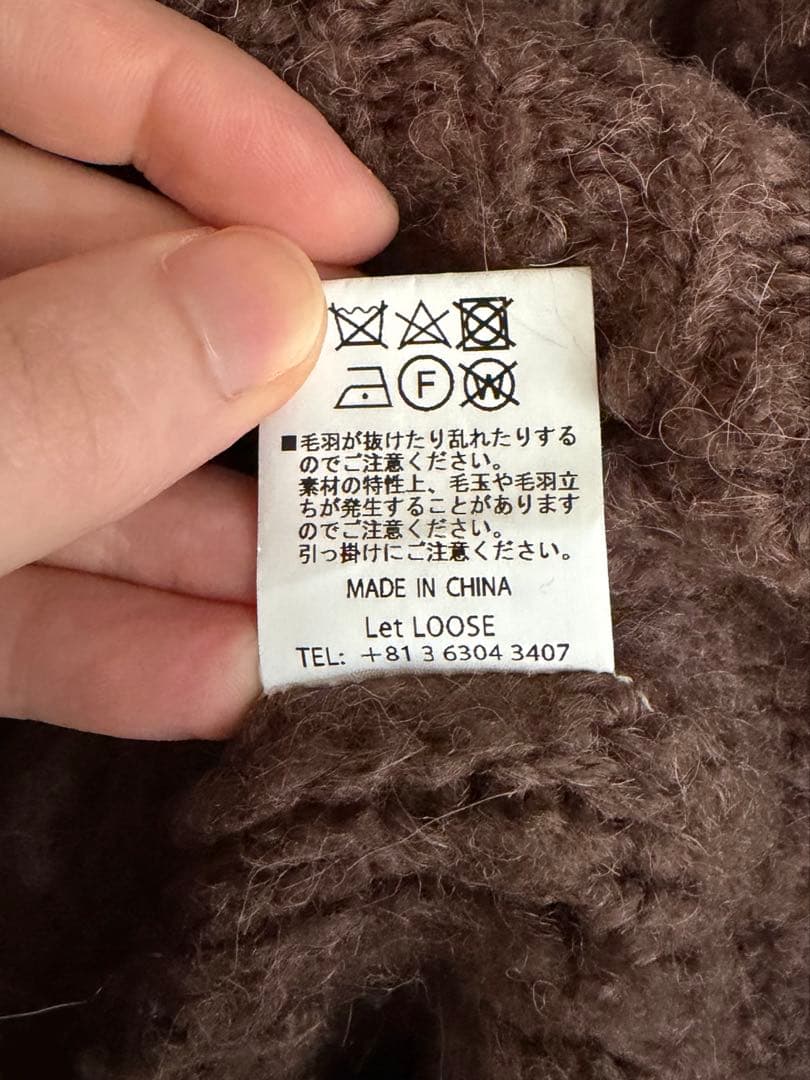 F W
■毛羽が抜けたり乱れたりする
のでご注意ください。
素材の特性上、毛玉や毛羽立
ちが発生することがあります
のでご注意ください。
引っ掛けにご注意ください。
MADE IN CHINA
Let LOOSE
TEL: +81 3 6304 3407